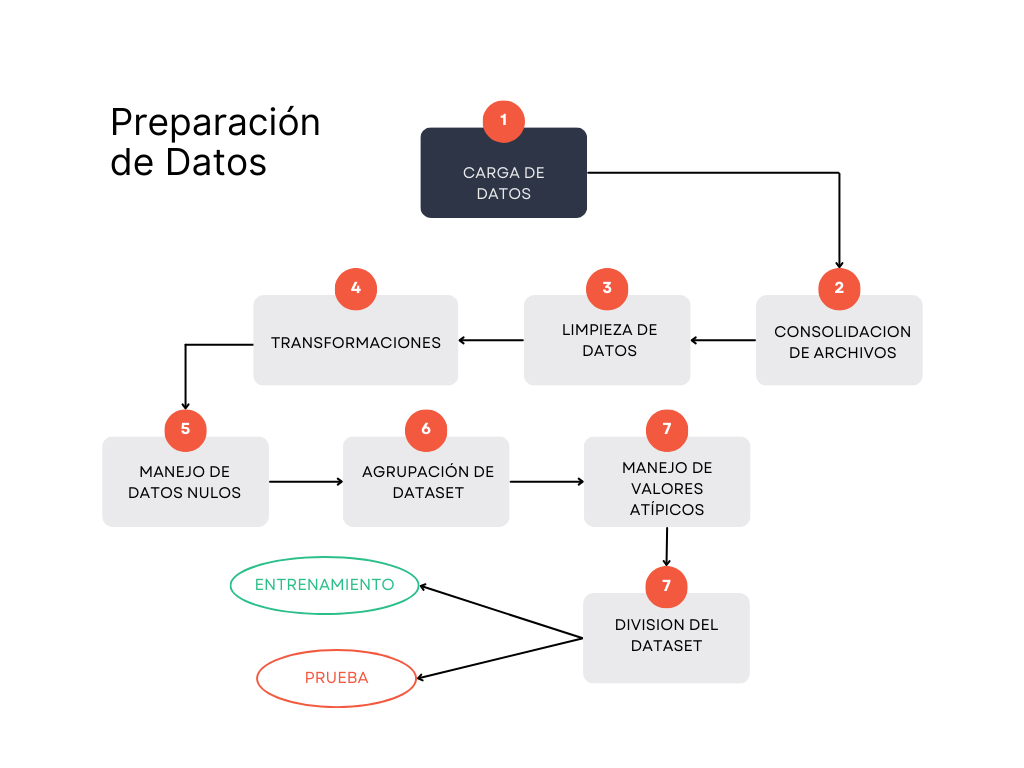 Preparación
de Datos
1
CARGA DE
DATOS
2
CONSOLIDACION
DE ARCHIVOS
3
LIMPIEZA DE
DATOS
4
TRANSFORMACIONES
5
MANEJO DE
DATOS NULOS
6
AGRUPACIÓN DE
DATASET
7
MANEJO DE
VALORES
ATÍPICOS
7
DIVISION DEL
DATASET
ENTRENAMIENTO
PRUEBA